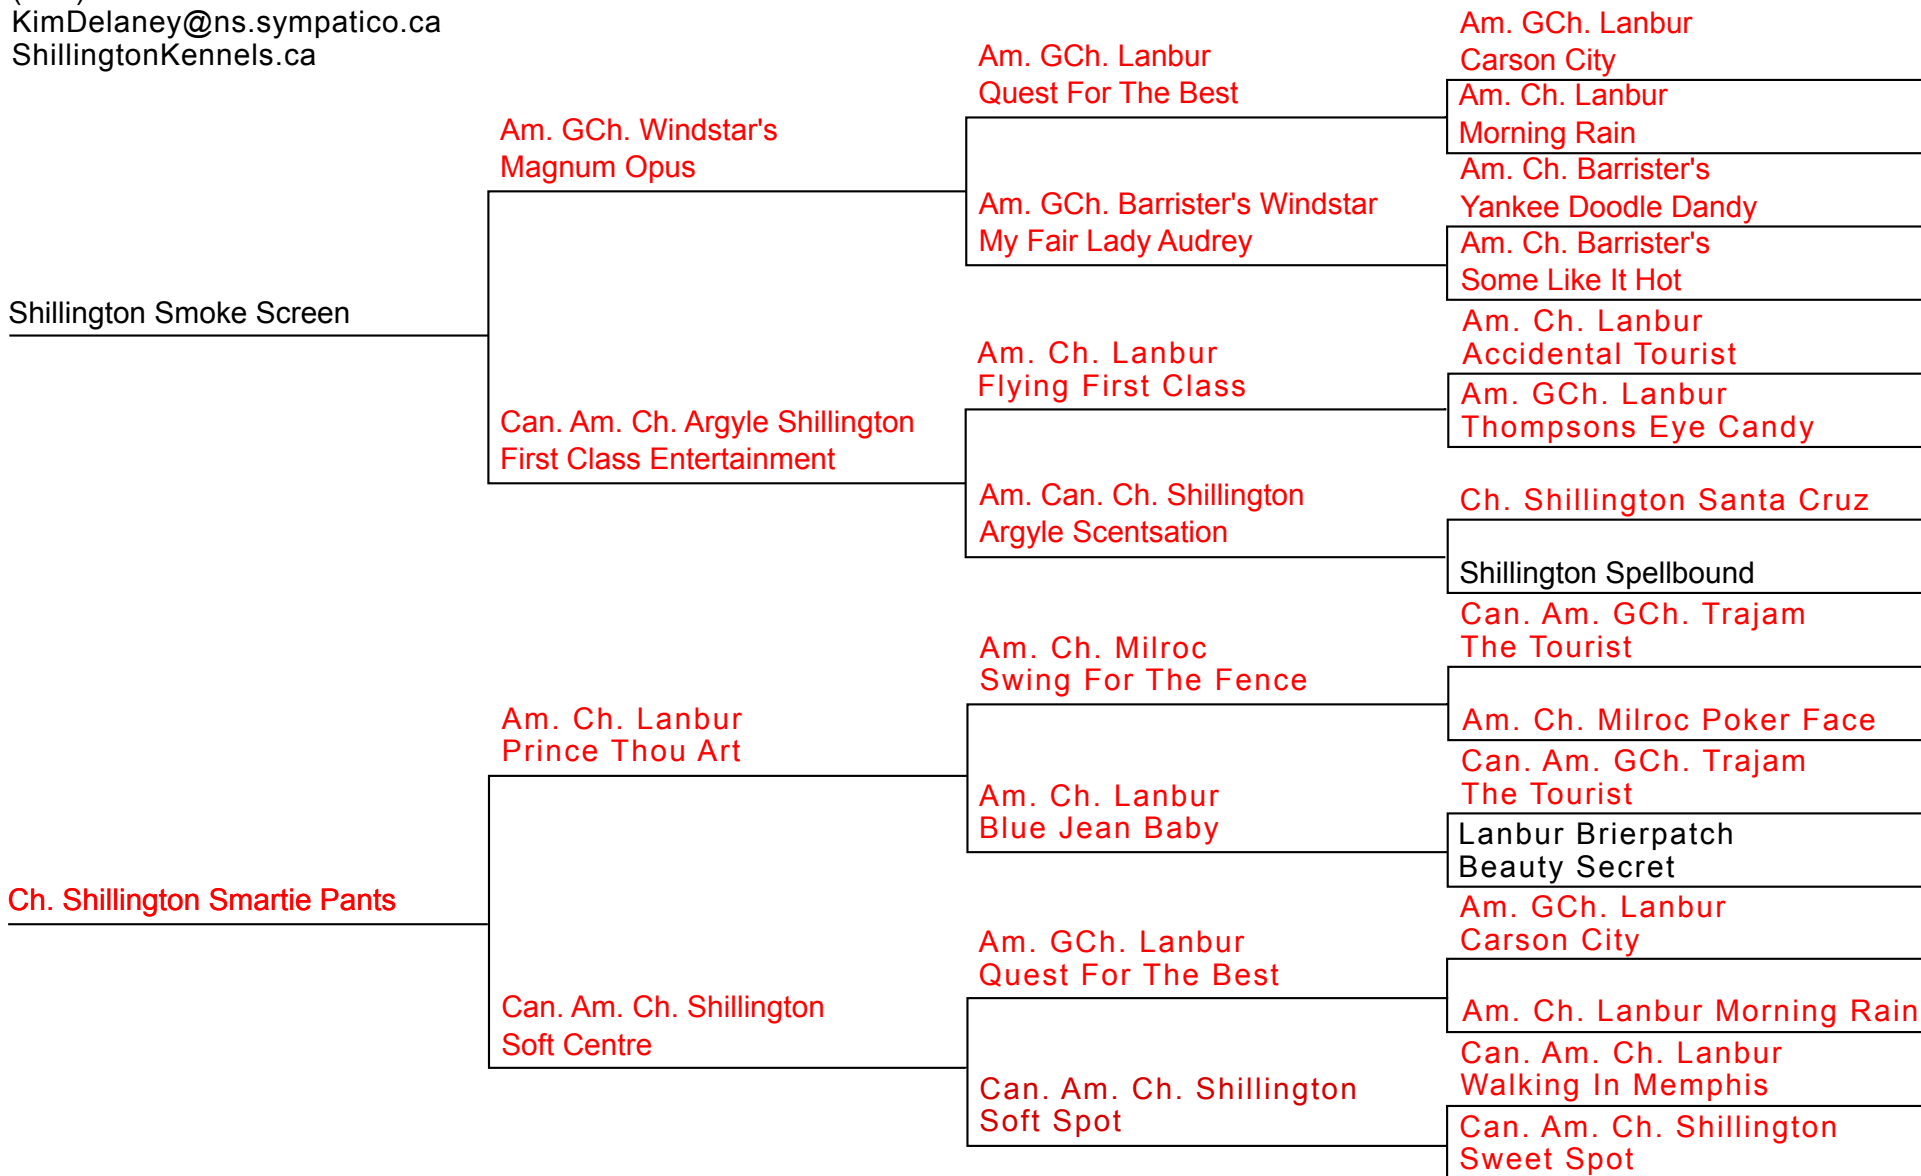 KimDelaney@ns.sympatico.ca
ShillingtonKennels.ca
Shillington Smoke Screen
Ch. Shillington Smartie Pants
Am. GCh. Windstar's
Magnum Opus
Can. Am. Ch. Argyle Shillington
First Class Entertainment
Am. Ch. Lanbur
Prince Thou Art
Can. Am. Ch. Shillington
Soft Centre
Am. GCh. Lanbur
Quest For The Best
Am. GCh. Barrister's Windstar
My Fair Lady Audrey
Am. Ch. Lanbur
Flying First Class
Am. Can. Ch. Shillington
Argyle Scentsation
Am. Ch. Milroc
Swing For The Fence
Am. Ch. Lanbur
Blue Jean Baby
Am. GCh. Lanbur
Quest For The Best
Can. Am. Ch. Shillington
Soft Spot
Am. GCh. Lanbur
Carson City
Am. Ch. Lanbur
Morning Rain
Am. Ch. Barrister's
Yankee Doodle Dandy
Am. Ch. Barrister's
Some Like It Hot
Am. Ch. Lanbur
Accidental Tourist
Am. GCh. Lanbur
Thompsons Eye Candy
Ch. Shillington Santa Cruz
Shillington Spellbound
Can. Am. GCh. Trajam
The Tourist
Am. Ch. Milroc Poker Face
Can. Am. GCh. Trajam
The Tourist
Lanbur Brierpatch
Beauty Secret
Am. GCh. Lanbur
Carson City
Am. Ch. Lanbur Morning Rain
Can. Am. Ch. Lanbur
Walking In Memphis
Can. Am. Ch. Shillington
Sweet Spot